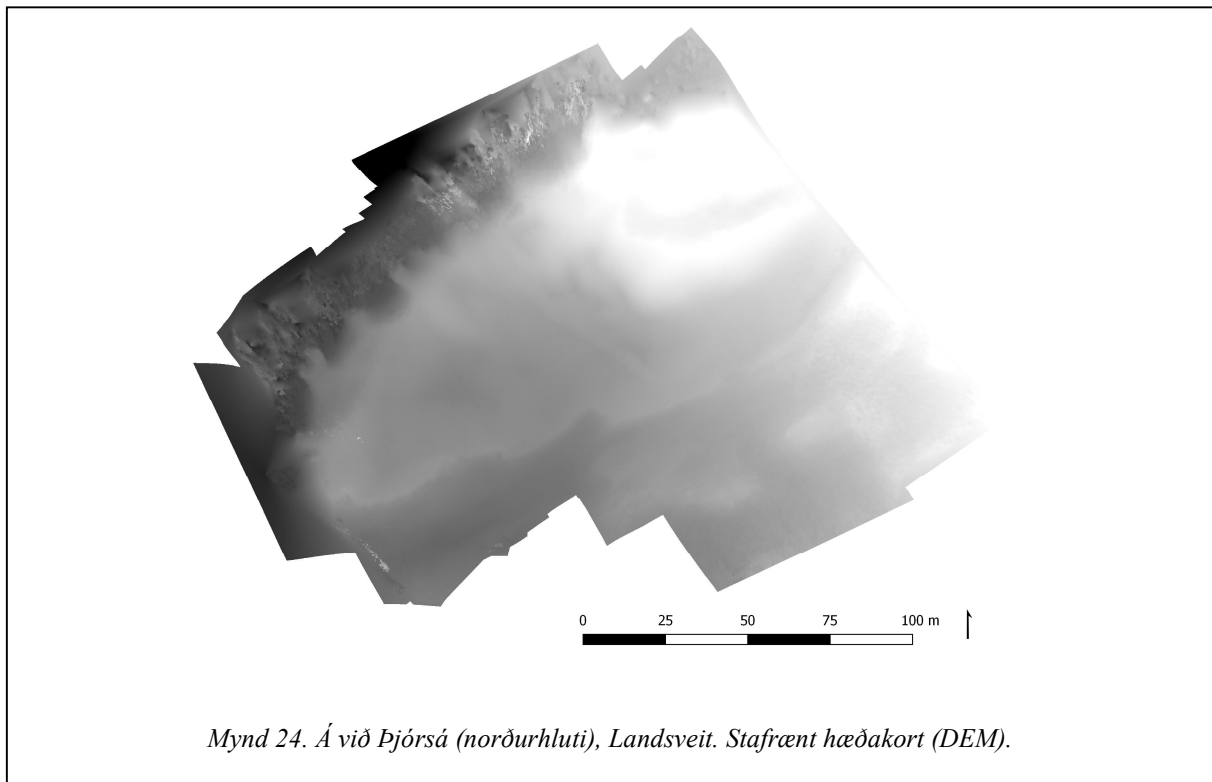 0 25 50 75 100 m
Mynd 24. Á við Þjórsá (norðurhluti), Landsveit. Stafrænt hæðakort (DEM).